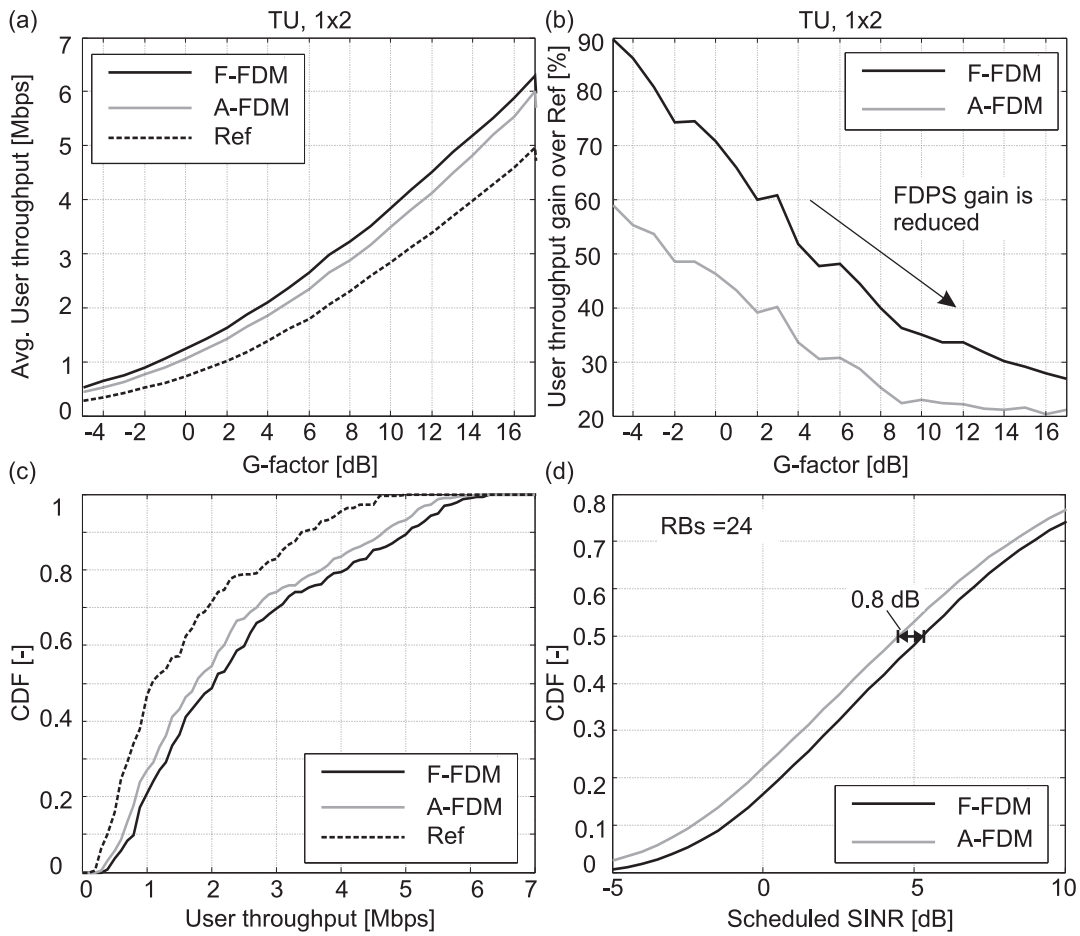 (a)
TU, 1x2
7
6
5
4
3
2
1
0
Avg. User throughput [Mbps]
F-FDM
A-FDM
Ref
-4
-2
0
2
4
6
8
10
12
14
16
G-factor [dB]
(b)
TU, 1x2
90
80
70
60
50
40
30
20
User throughput gain over Ref [%]
F-FDM
A-FDM
FDPS gain is
reduced
-4
-2
0
2
4
6
8
10
12
14
16
G-factor [dB]
(c)
1
0.8
0.6
0.4
0.2
0
CDF [-]
F-FDM
A-FDM
Ref
0
1
2
3
4
5
6
7
User throughput [Mbps]
(d)
0.8
0.7
0.6
0.5
0.4
0.3
0.2
0.1
0
CDF [-]
RBs =24
0.8 dB
F-FDM
A-FDM
-5
0
5
10
Scheduled SINR [dB]